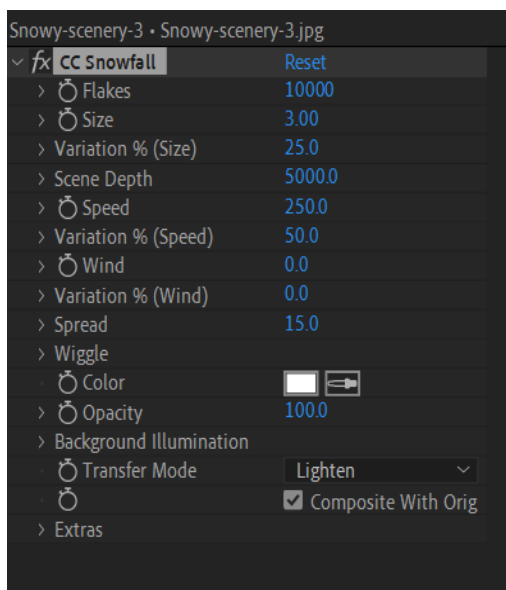 Snowy-scenery-3 • Snowy-scenery-3.jpg
fx CC Snowfall Reset
Flakes 10000
Size 3.00
Variation % (Size) 25.0
Scene Depth 5000.0
Speed 250.0
Variation % (Speed) 50.0
Wind 0.0
Variation % (Wind) 0.0
Spread 15.0
Wiggle
Color
Opacity 100.0
Background Illumination
Transfer Mode Lighten
Composite With Orig
Extras